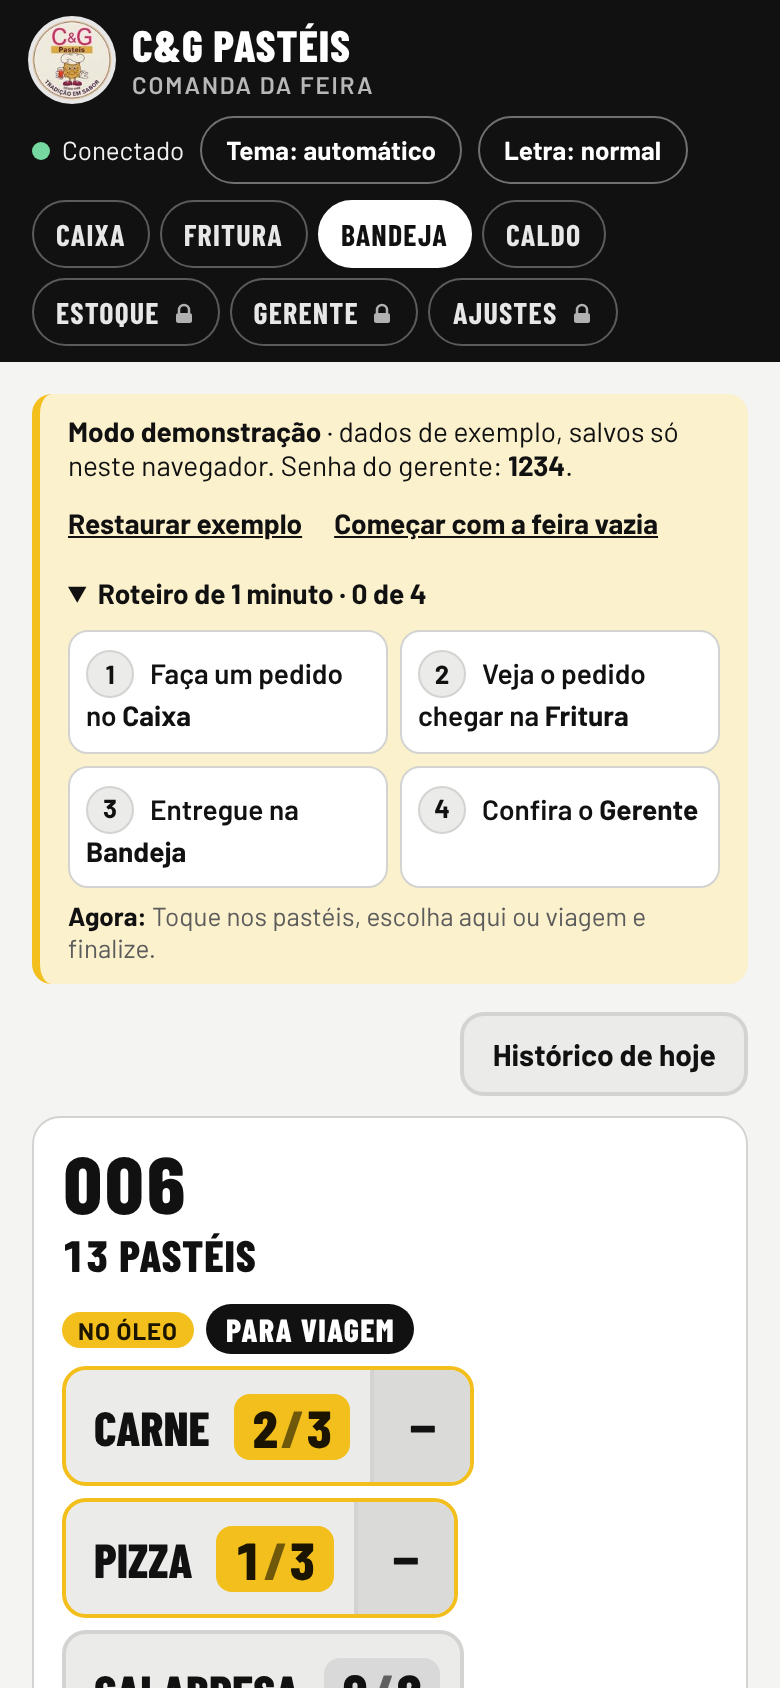 C&G
Pastéis
TRADIÇÃO EM SABOR
C&G PASTÉIS
COMANDA DA FEIRA
Conectado
Tema: automático
Letra: normal
CAIXA
FRITURA
BANDEJA
CALDO
ESTOQUE
GERENTE
AJUSTES
Modo demonstração · dados de exemplo, salvos só
neste navegador. Senha do gerente: 1234.
Restaurar exemplo
Começar com a feira vazia
▼ Roteiro de 1 minuto · 0 de 4
1 Faça um pedido
no Caixa
2 Veja o pedido
chegar na Fritura
3 Entregue na
Bandeja
4 Confira o Gerente
Agora: Toque nos pastéis, escolha aqui ou viagem e
finalize.
Histórico de hoje
006
13 PASTÉIS
NO ÓLEO
PARA VIAGEM
CARNE 2/3 –
PIZZA 1/3 –